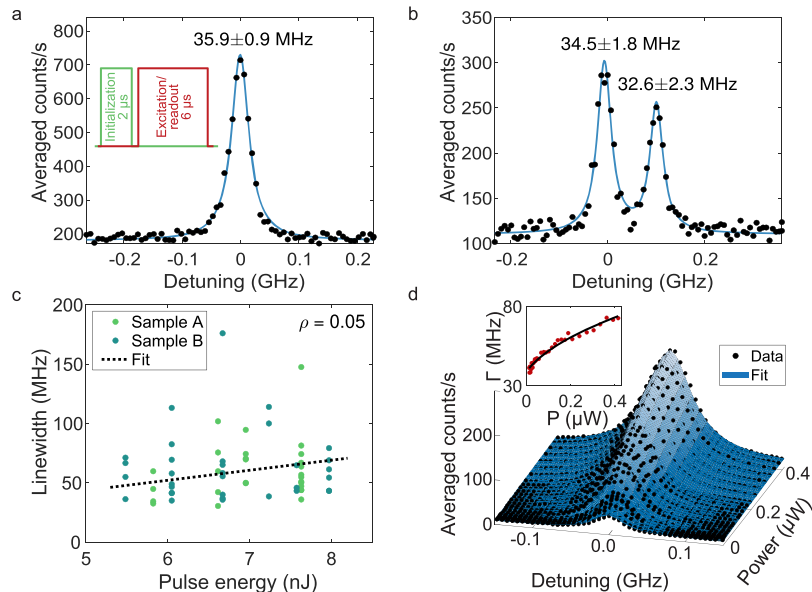 a
Averaged counts/s
800
700
600
500
400
300
200
35.9±0.9 MHz
Initialization
2 µs
Excitation/
readout
6 µs
-0.2 -0.1 0 0.1 0.2
Detuning (GHz)
b
Averaged counts/s
350
300
250
200
150
100
34.5±1.8 MHz
32.6±2.3 MHz
-0.2 0 0.2
Detuning (GHz)
c
Linewidth (MHz)
200
150
100
50
0
Sample A
Sample B
Fit
ρ = 0.05
5 6 7 8
Pulse energy (nJ)
d
Averaged counts/s
200
100
0
Γ (MHz)
80
30
0 0.2 0.4
P (µW)
Data
Fit
-0.1 0.0 0.1
Detuning (GHz)
0 0.2 0.4
Power (µW)